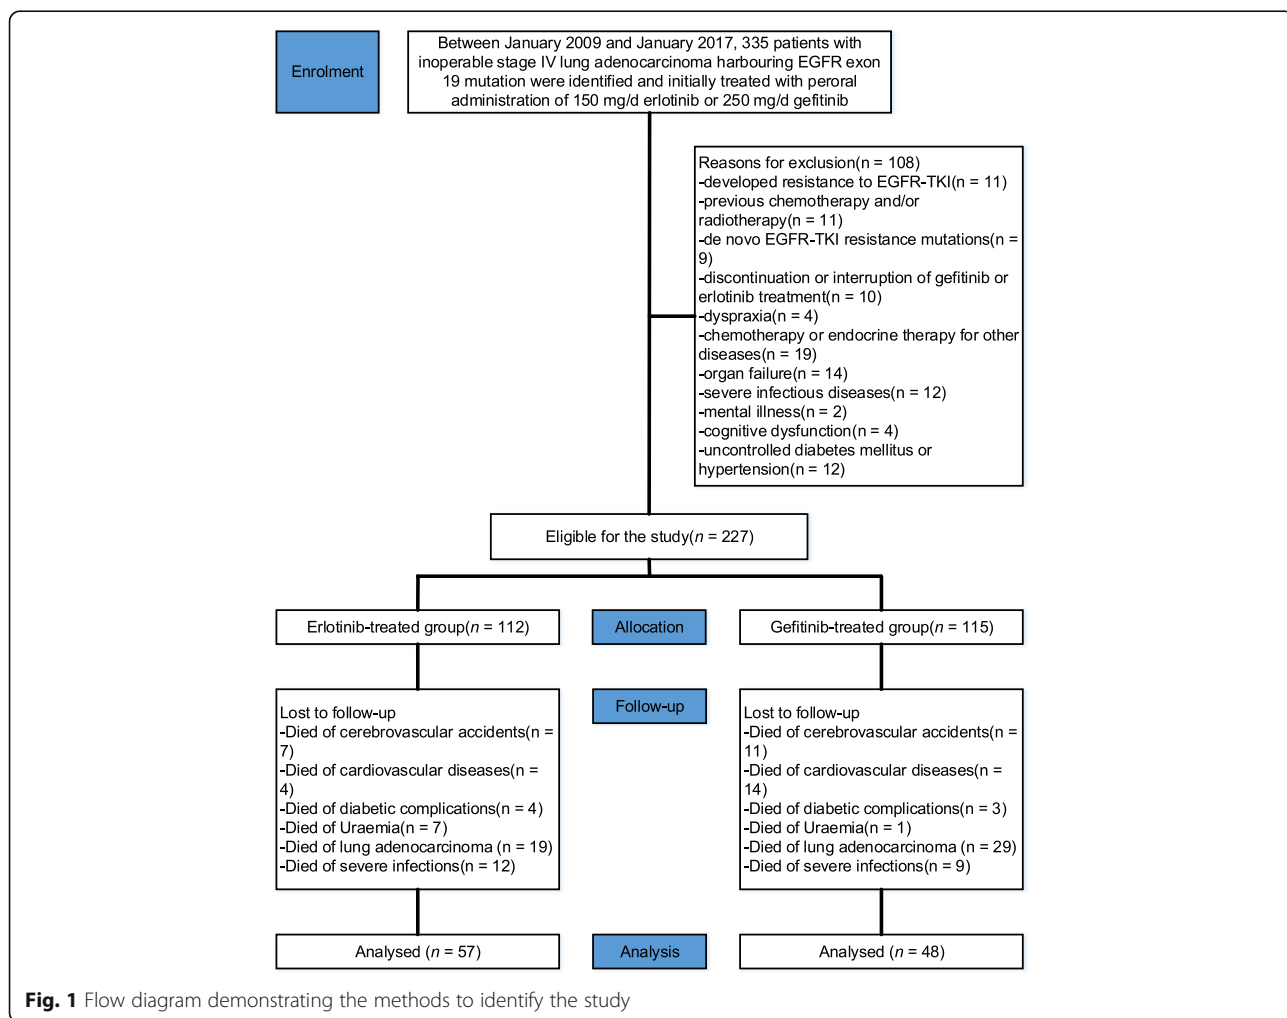 Enrolment
Between January 2009 and January 2017, 335 patients with
inoperable stage IV lung adenocarcinoma harbouring EGFR exon
19 mutation were identified and initially treated with peroral
administration of 150 mg/d erlotinib or 250 mg/d gefitinib
Reasons for exclusion(n = 108)
-developed resistance to EGFR-TKI(n = 11)
-previous chemotherapy and/or
radiotherapy(n = 11)
-de novo EGFR-TKI resistance mutations(n =
9)
-discontinuation or interruption of gefitinib or
erlotinib treatment(n = 10)
-dyspraxia(n = 4)
-chemotherapy or endocrine therapy for other
diseases(n = 19)
-organ failure(n = 14)
-severe infectious diseases(n = 12)
-mental illness(n = 2)
-cognitive dysfunction(n = 4)
-uncontrolled diabetes mellitus or
hypertension(n = 12)
Eligible for the study(n = 227)
Erlotinib-treated group(n = 112)
Allocation
Gefitinib-treated group(n = 115)
Lost to follow-up
-Died of cerebrovascular accidents(n =
7)
-Died of cardiovascular diseases(n =
4)
-Died of diabetic complications(n = 4)
-Died of Uraemia(n = 7)
-Died of lung adenocarcinoma (n = 19)
-Died of severe infections(n = 12)
Follow-up
Lost to follow-up
-Died of cerebrovascular accidents(n =
11)
-Died of cardiovascular diseases(n =
14)
-Died of diabetic complications(n = 3)
-Died of Uraemia(n = 1)
-Died of lung adenocarcinoma (n = 29)
-Died of severe infections(n = 9)
Analysed (n = 57)
Analysis
Analysed (n = 48)
Fig. 1 Flow diagram demonstrating the methods to identify the study